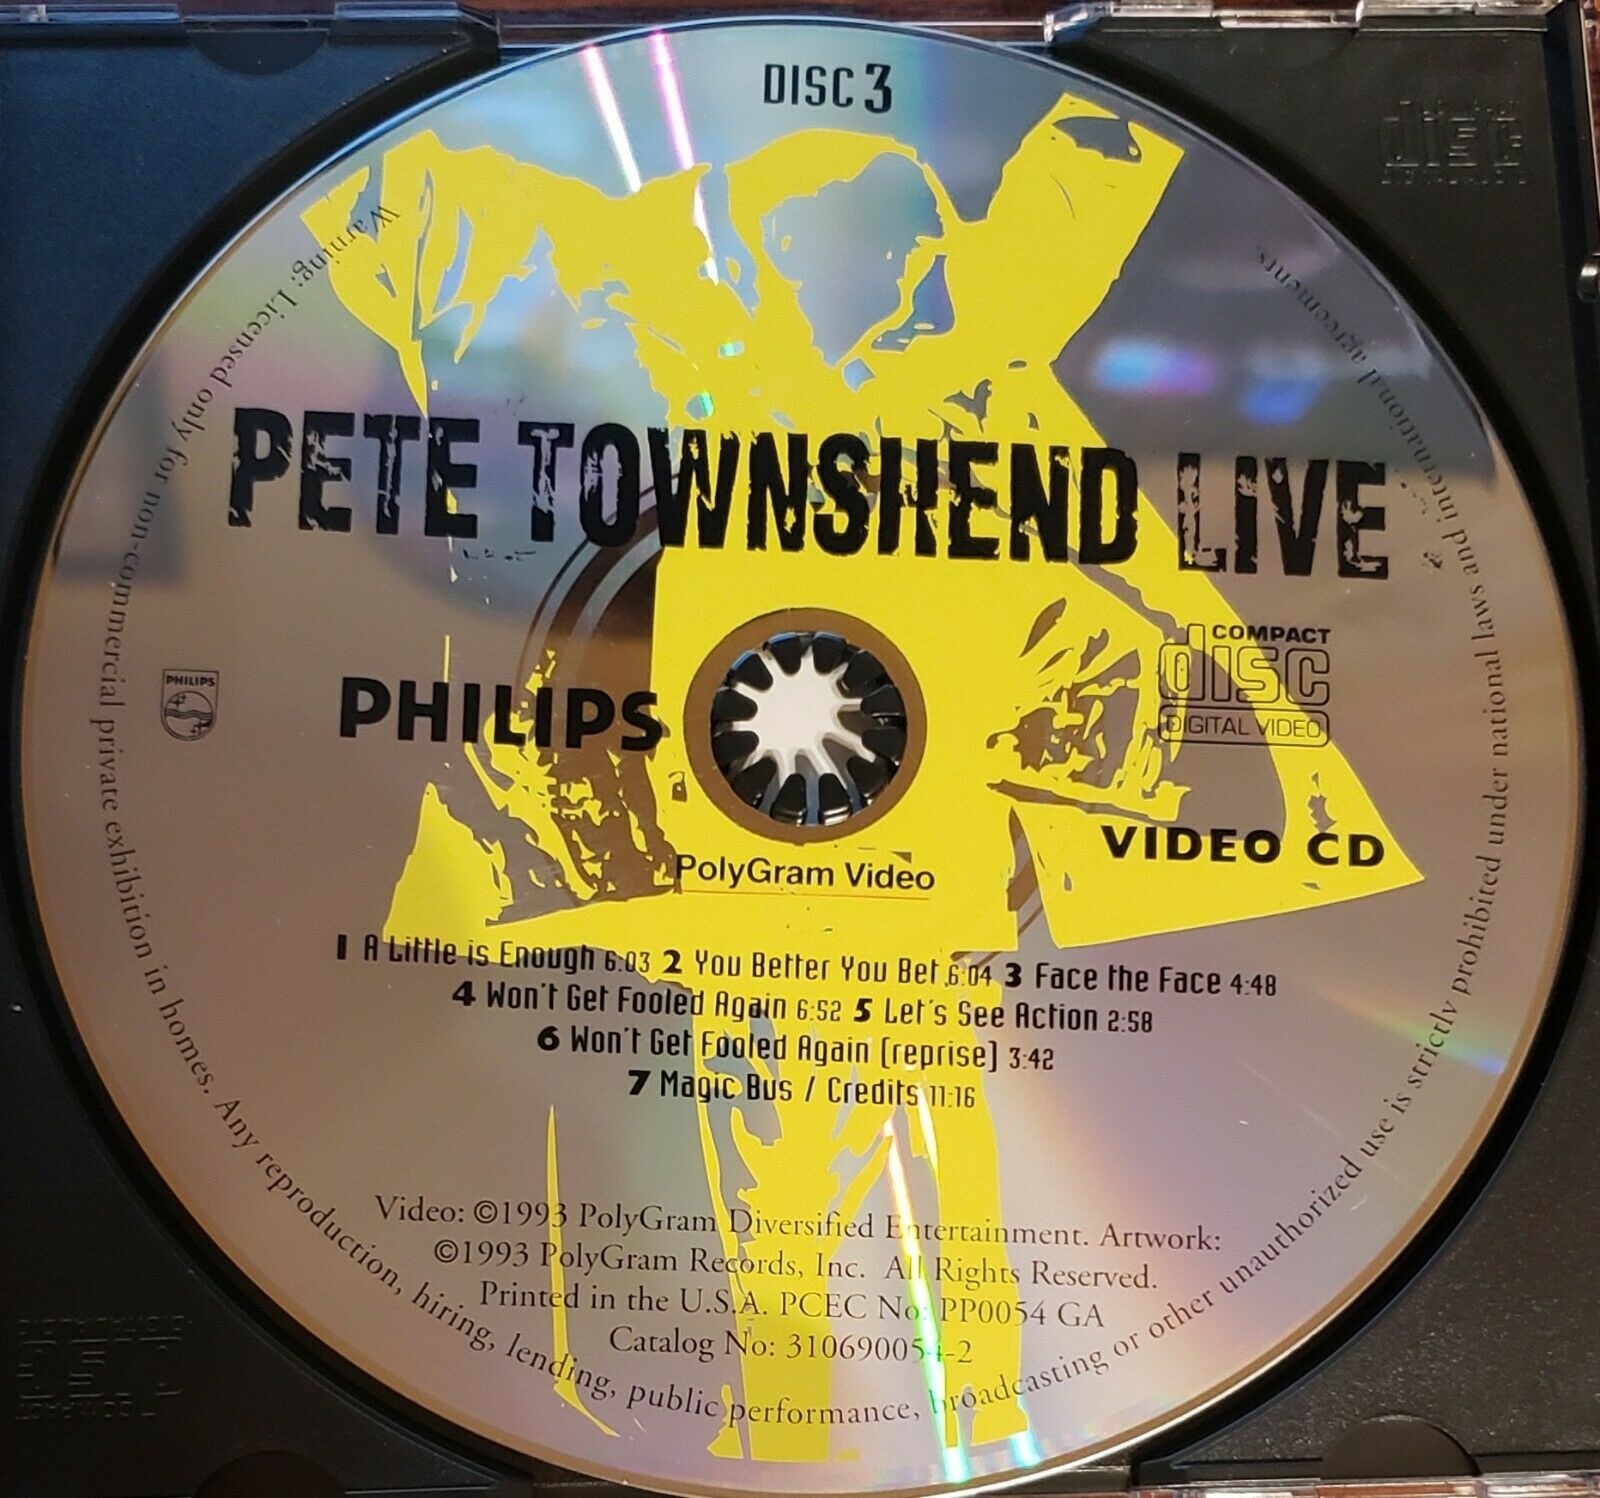 DISC 3
PETE TOWNSHEND LIVE
PHILIPS
PHILIPS
COMPACT
disc
DIGITAL VIDEO
VIDEO CD
PolyGram Video
1 A Little is Enough 6:03 2 You Better You Bet 6:04 3 Face the Face 4:48
4 Won't Get Fooled Again 6:52 5 Let's See Action 2:58
6 Won't Get Fooled Again (reprise) 3:42
7 Magic Bus / Credits 11:16
Video: ©1993 PolyGram Diversified Entertainment. Artwork:
©1993 PolyGram Records, Inc. All Rights Reserved.
Printed in the U.S.A. PCEC No: PP0054 GA
Catalog No: 310690054-2
Warning: Licensed only for non-commercial private exhibition in homes. Any reproduction, hiring, lending, public performance, broadcasting or other unauthorized use is strictly prohibited under national laws and international agreements
disc